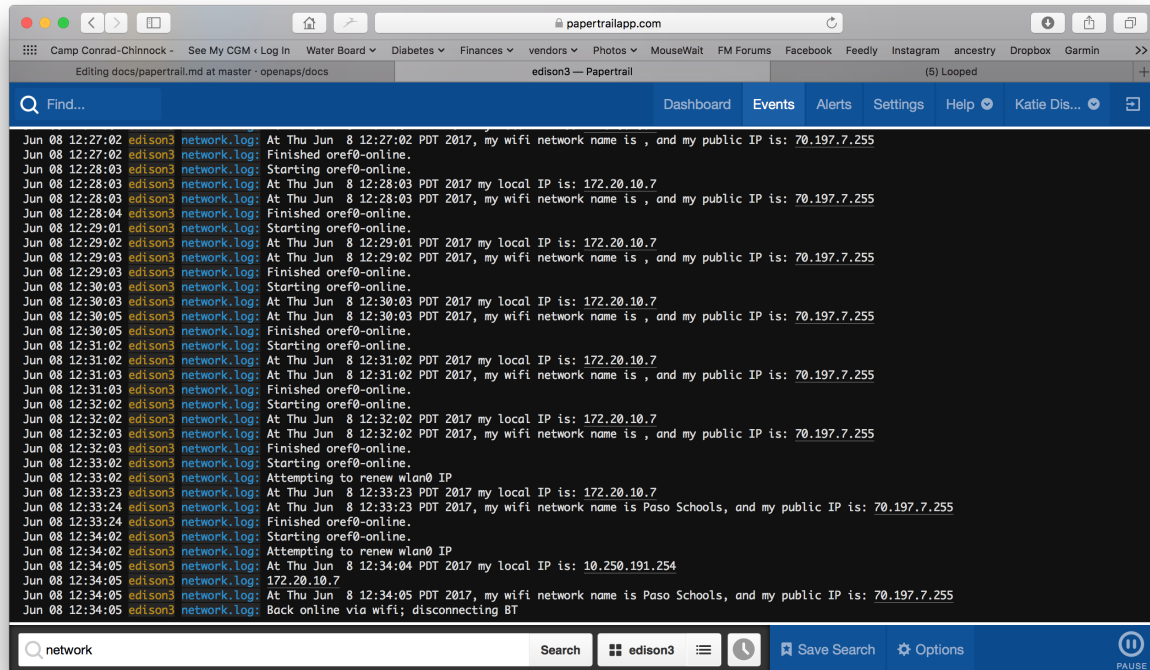 papertrailapp.com
Camp Conrad-Chinnock - See My CGM ‹ Log In Water Board Diabetes Finances vendors Photos MouseWait FM Forums Facebook Feedly Instagram ancestry Dropbox Garmin >>
Editing docs/papertrail.md at master · openaps/docs edison3 — Papertrail (5) Looped +
Find... Dashboard Events Alerts Settings Help Katie Dis...
Jun 08 12:27:02 edison3 network.log: At Thu Jun  8 12:27:02 PDT 2017, my wifi network name is , and my public IP is: 70.197.7.255
Jun 08 12:27:02 edison3 network.log: Finished oref0-online.
Jun 08 12:28:03 edison3 network.log: Starting oref0-online.
Jun 08 12:28:03 edison3 network.log: At Thu Jun  8 12:28:03 PDT 2017 my local IP is: 172.20.10.7
Jun 08 12:28:03 edison3 network.log: At Thu Jun  8 12:28:03 PDT 2017, my wifi network name is , and my public IP is: 70.197.7.255
Jun 08 12:28:04 edison3 network.log: Finished oref0-online.
Jun 08 12:29:01 edison3 network.log: Starting oref0-online.
Jun 08 12:29:02 edison3 network.log: At Thu Jun  8 12:29:01 PDT 2017 my local IP is: 172.20.10.7
Jun 08 12:29:03 edison3 network.log: At Thu Jun  8 12:29:02 PDT 2017, my wifi network name is , and my public IP is: 70.197.7.255
Jun 08 12:29:03 edison3 network.log: Finished oref0-online.
Jun 08 12:30:03 edison3 network.log: Starting oref0-online.
Jun 08 12:30:03 edison3 network.log: At Thu Jun  8 12:30:03 PDT 2017 my local IP is: 172.20.10.7
Jun 08 12:30:05 edison3 network.log: At Thu Jun  8 12:30:03 PDT 2017, my wifi network name is , and my public IP is: 70.197.7.255
Jun 08 12:30:05 edison3 network.log: Finished oref0-online.
Jun 08 12:31:02 edison3 network.log: Starting oref0-online.
Jun 08 12:31:02 edison3 network.log: At Thu Jun  8 12:31:02 PDT 2017 my local IP is: 172.20.10.7
Jun 08 12:31:03 edison3 network.log: At Thu Jun  8 12:31:02 PDT 2017, my wifi network name is , and my public IP is: 70.197.7.255
Jun 08 12:31:03 edison3 network.log: Finished oref0-online.
Jun 08 12:32:02 edison3 network.log: Starting oref0-online.
Jun 08 12:32:02 edison3 network.log: At Thu Jun  8 12:32:02 PDT 2017 my local IP is: 172.20.10.7
Jun 08 12:32:03 edison3 network.log: At Thu Jun  8 12:32:02 PDT 2017, my wifi network name is , and my public IP is: 70.197.7.255
Jun 08 12:32:03 edison3 network.log: Finished oref0-online.
Jun 08 12:33:02 edison3 network.log: Starting oref0-online.
Jun 08 12:33:02 edison3 network.log: Attempting to renew wlan0 IP
Jun 08 12:33:23 edison3 network.log: At Thu Jun  8 12:33:23 PDT 2017 my local IP is: 172.20.10.7
Jun 08 12:33:24 edison3 network.log: At Thu Jun  8 12:33:23 PDT 2017, my wifi network name is Paso Schools, and my public IP is: 70.197.7.255
Jun 08 12:33:24 edison3 network.log: Finished oref0-online.
Jun 08 12:34:02 edison3 network.log: Starting oref0-online.
Jun 08 12:34:02 edison3 network.log: Attempting to renew wlan0 IP
Jun 08 12:34:05 edison3 network.log: At Thu Jun  8 12:34:04 PDT 2017 my local IP is: 10.250.191.254
Jun 08 12:34:05 edison3 network.log: 172.20.10.7
Jun 08 12:34:05 edison3 network.log: At Thu Jun  8 12:34:05 PDT 2017, my wifi network name is Paso Schools, and my public IP is: 70.197.7.255
Jun 08 12:34:05 edison3 network.log: Back online via wifi; disconnecting BT
network Search edison3 Save Search Options PAUSE